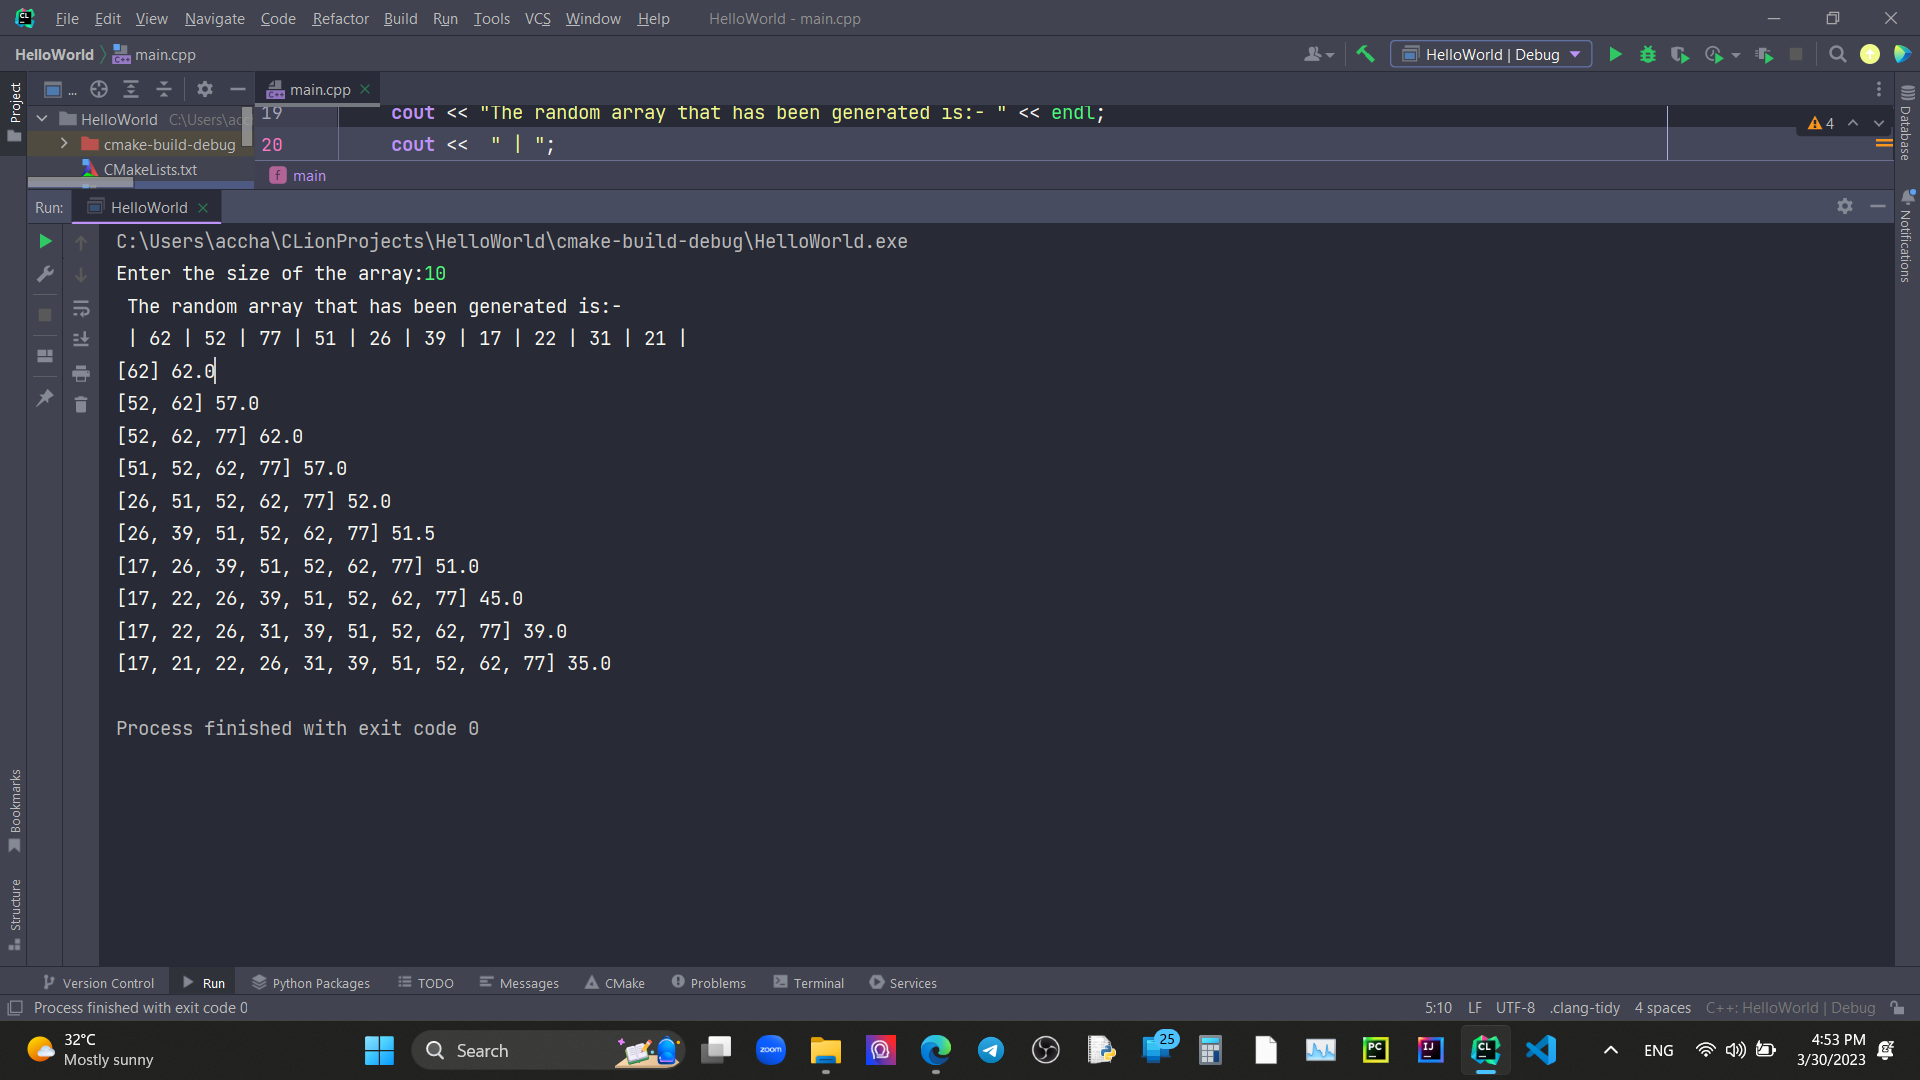 File Edit View Navigate Code Refactor Build Run Tools VCS Window Help HelloWorld - main.cpp
HelloWorld main.cpp HelloWorld | Debug
Project
... main.cpp
HelloWorld C:\Users\acc
cmake-build-debug
CMakeLists.txt
19 cout << "The random array that has been generated is:- " << endl;
20 cout << " | ";
4
main
Database
Notifications
Run: HelloWorld
C:\Users\accha\CLionProjects\HelloWorld\cmake-build-debug\HelloWorld.exe
Enter the size of the array:10
The random array that has been generated is:-
| 62 | 52 | 77 | 51 | 26 | 39 | 17 | 22 | 31 | 21 |
[62] 62.0
[52, 62] 57.0
[52, 62, 77] 62.0
[51, 52, 62, 77] 57.0
[26, 51, 52, 62, 77] 52.0
[26, 39, 51, 52, 62, 77] 51.5
[17, 26, 39, 51, 52, 62, 77] 51.0
[17, 22, 26, 39, 51, 52, 62, 77] 45.0
[17, 22, 26, 31, 39, 51, 52, 62, 77] 39.0
[17, 21, 22, 26, 31, 39, 51, 52, 62, 77] 35.0
Process finished with exit code 0
Bookmarks
Structure
Version Control Run Python Packages TODO Messages CMake Problems Terminal Services
Process finished with exit code 0 5:10 LF UTF-8 .clang-tidy 4 spaces C++: HelloWorld | Debug
32°C
Mostly sunny
Search
zoom
25
PC
IJ
CL
ENG
4:53 PM
3/30/2023